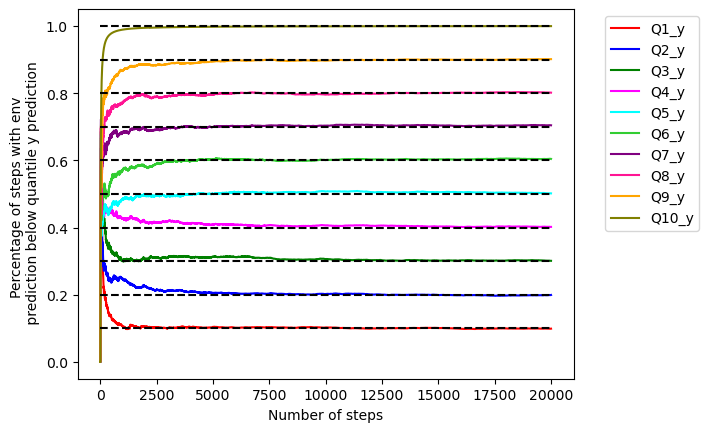 1.0
0.8
0.6
0.4
0.2
0.0
Percentage of steps with env
prediction below quantile y prediction
0
2500
5000
7500
10000
12500
15000
17500
20000
Number of steps
Q1_y
Q2_y
Q3_y
Q4_y
Q5_y
Q6_y
Q7_y
Q8_y
Q9_y
Q10_y